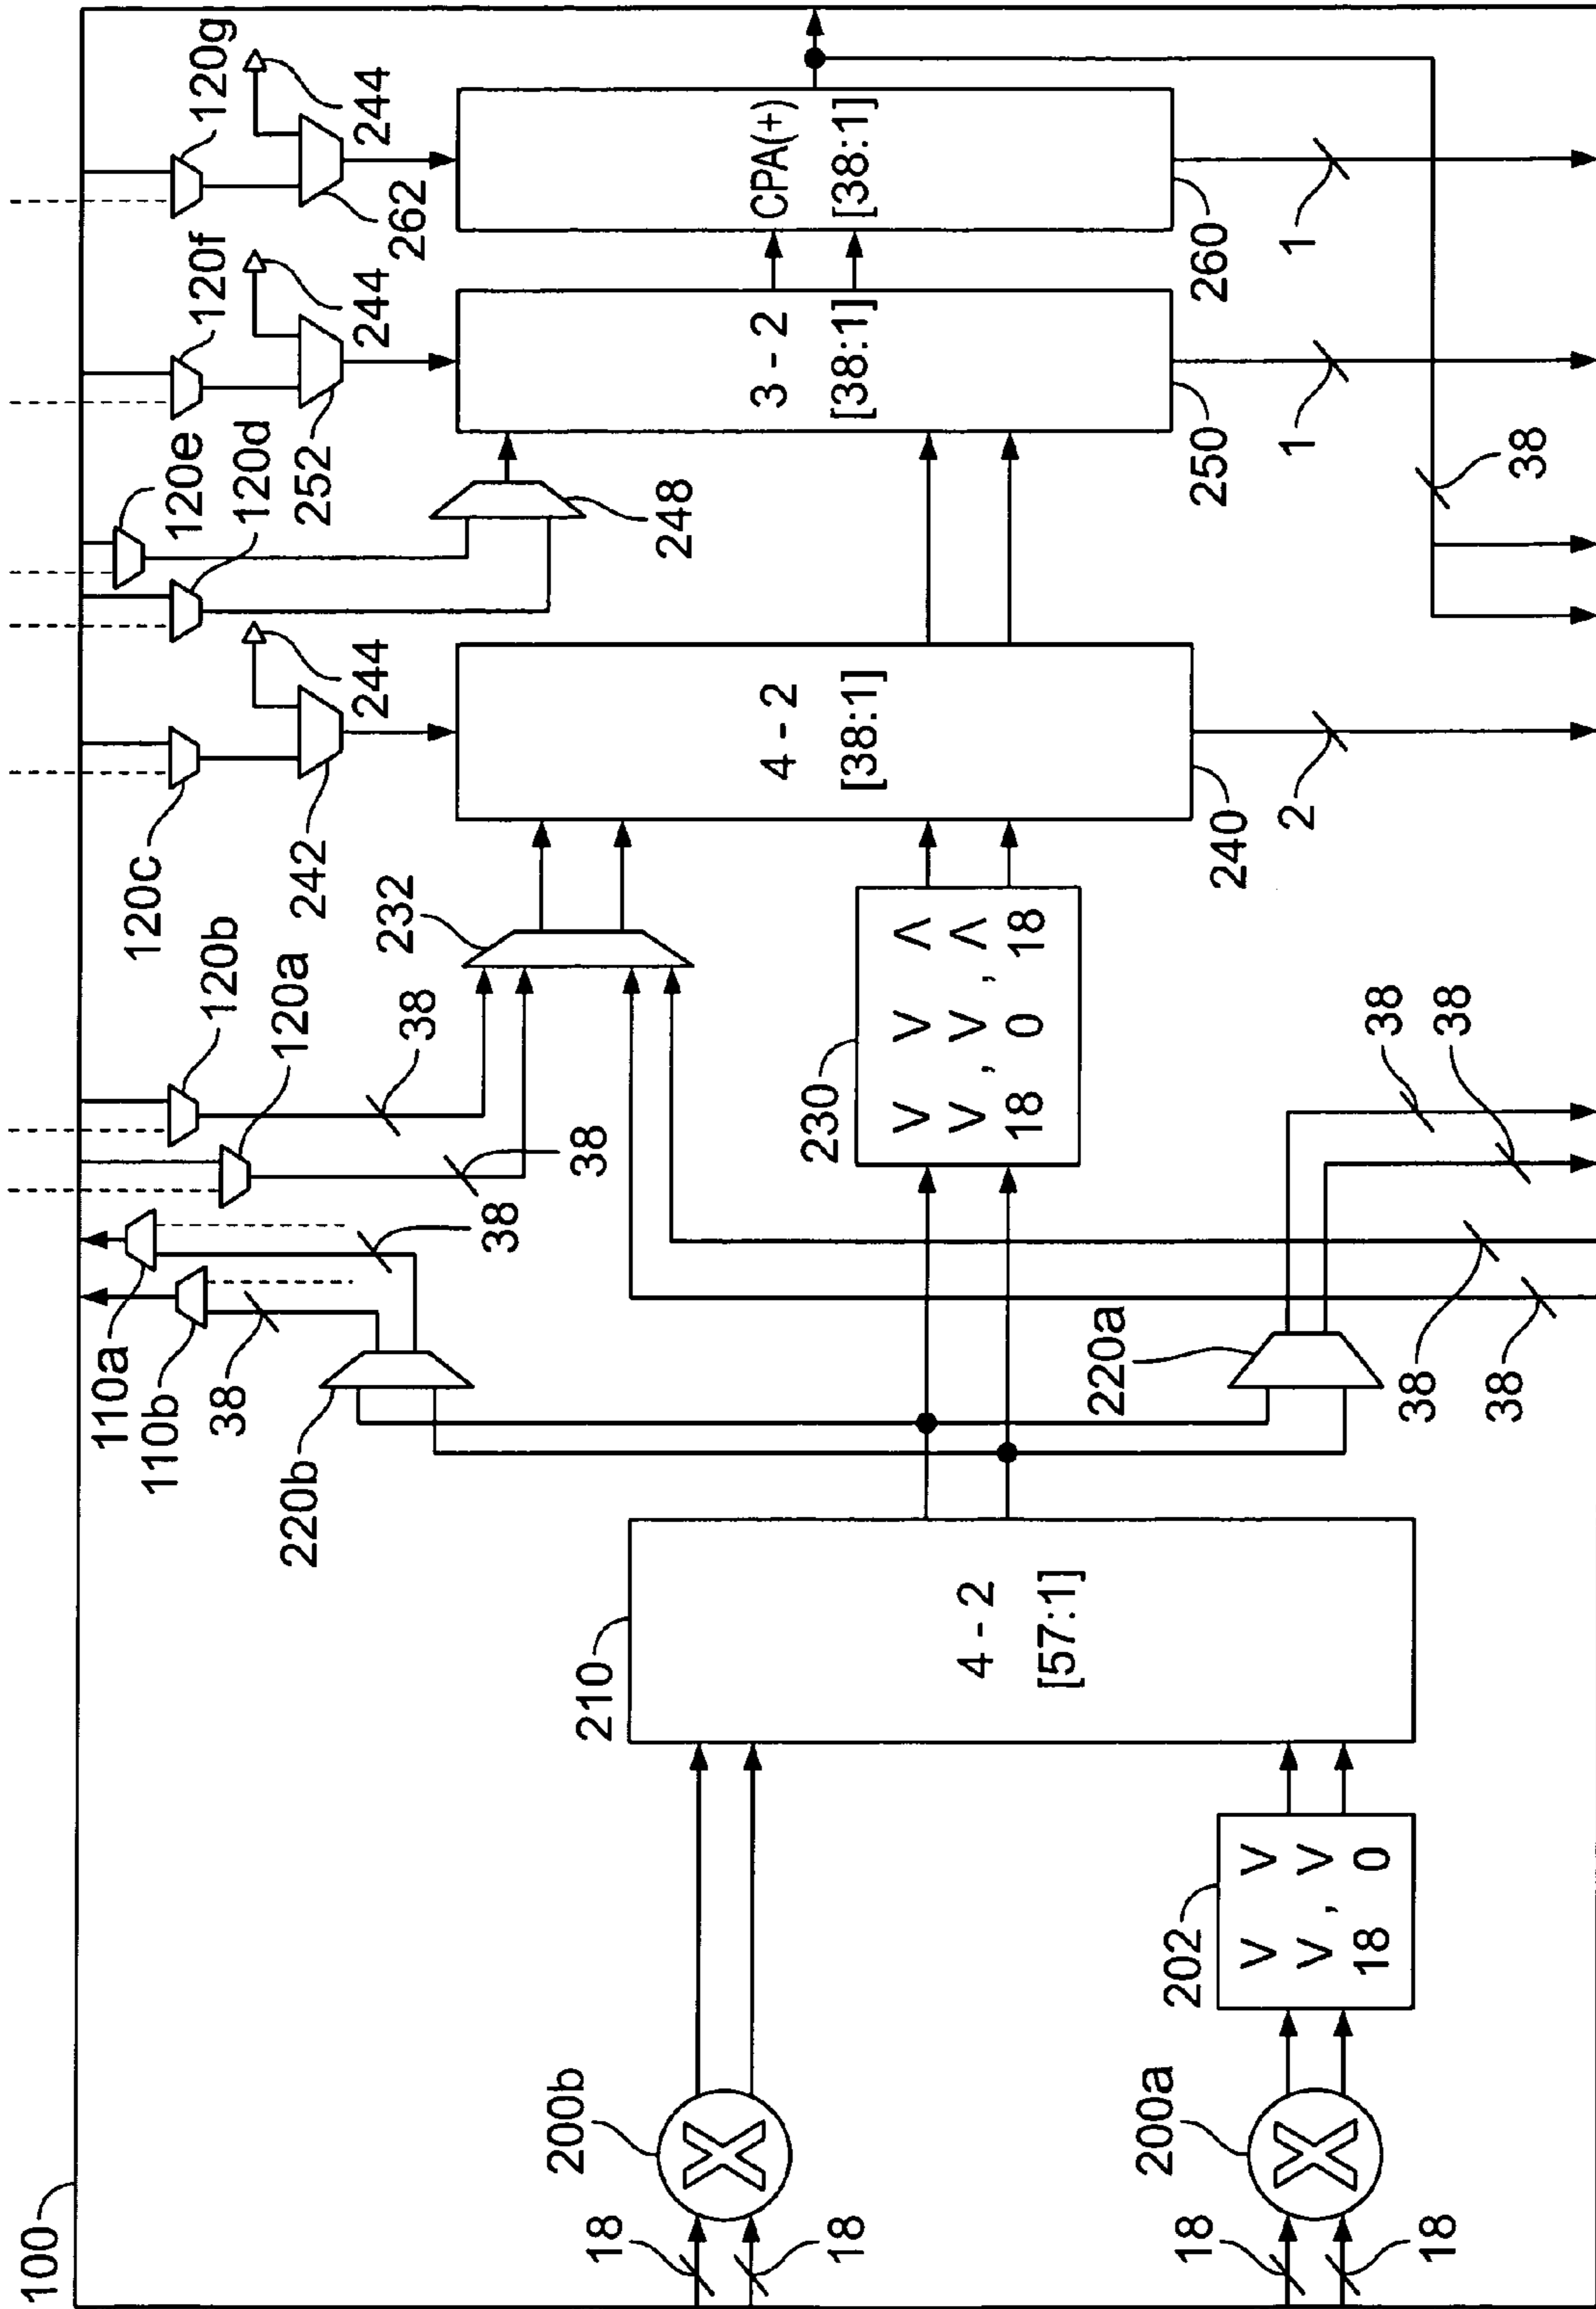 100
110a
110b
120c
120e
120f
120b
120g
38
120d
120a
220b
242
252
244
244
244
232
262
38
38
200b
38
18
210
248
4 - 2
[38:1]
3 - 2
[38:1]
CPA(+)
[38:1]
18
230
V V Λ
V , V , Λ
18 0 18
4 - 2
[57:1]
220a
200a
202
V V
V , V
18 0
18
18
240
250
260
2
1
1
38
38
38
38
38